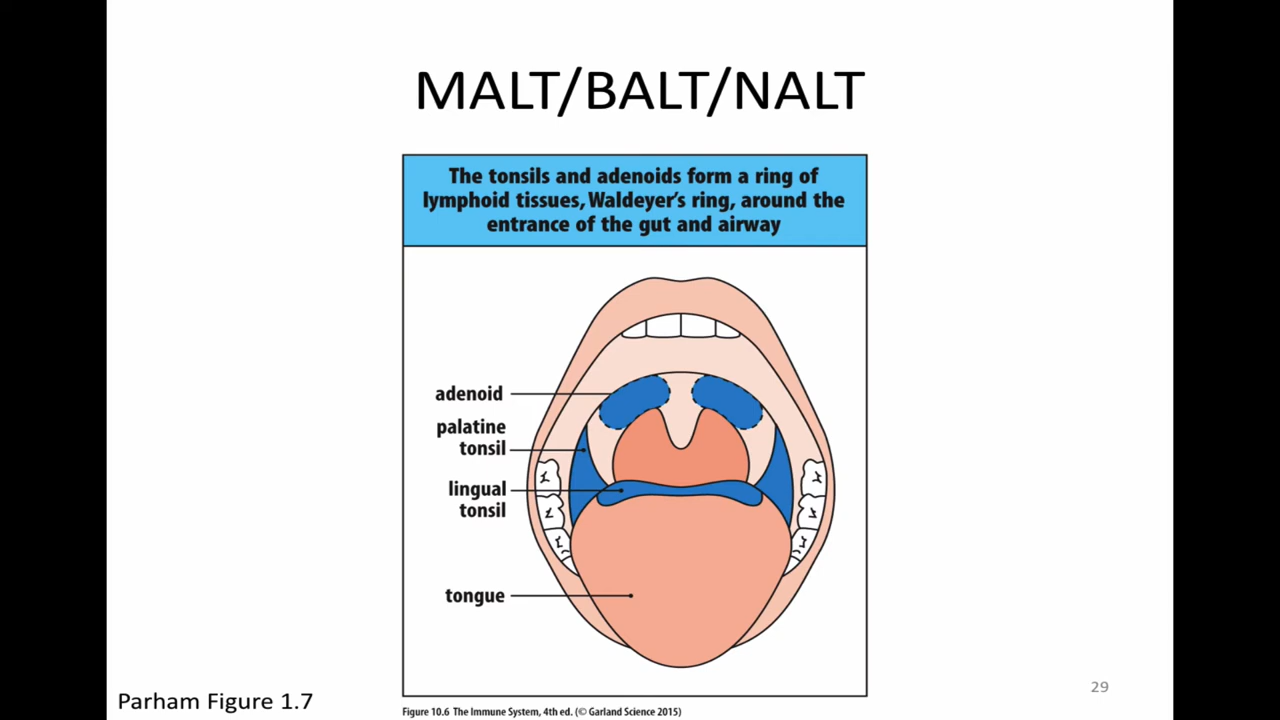 MALT/BALT/NALT
The tonsils and adenoids form a ring of
lymphoid tissues, Waldeyer's ring, around the
entrance of the gut and airway
adenoid
palatine
tonsil
lingual
tonsil
tongue
Parham Figure 1.7
Figure 10.6 The Immune System, 4th ed. (© Garland Science 2015)
29